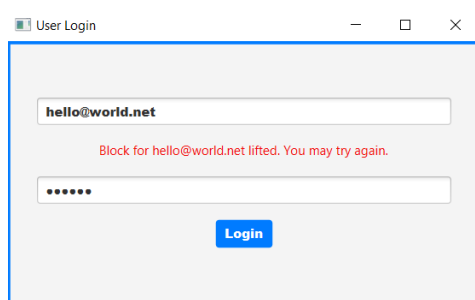 User Login
hello@world.net
Block for hello@world.net lifted. You may try again.
••••••
Login